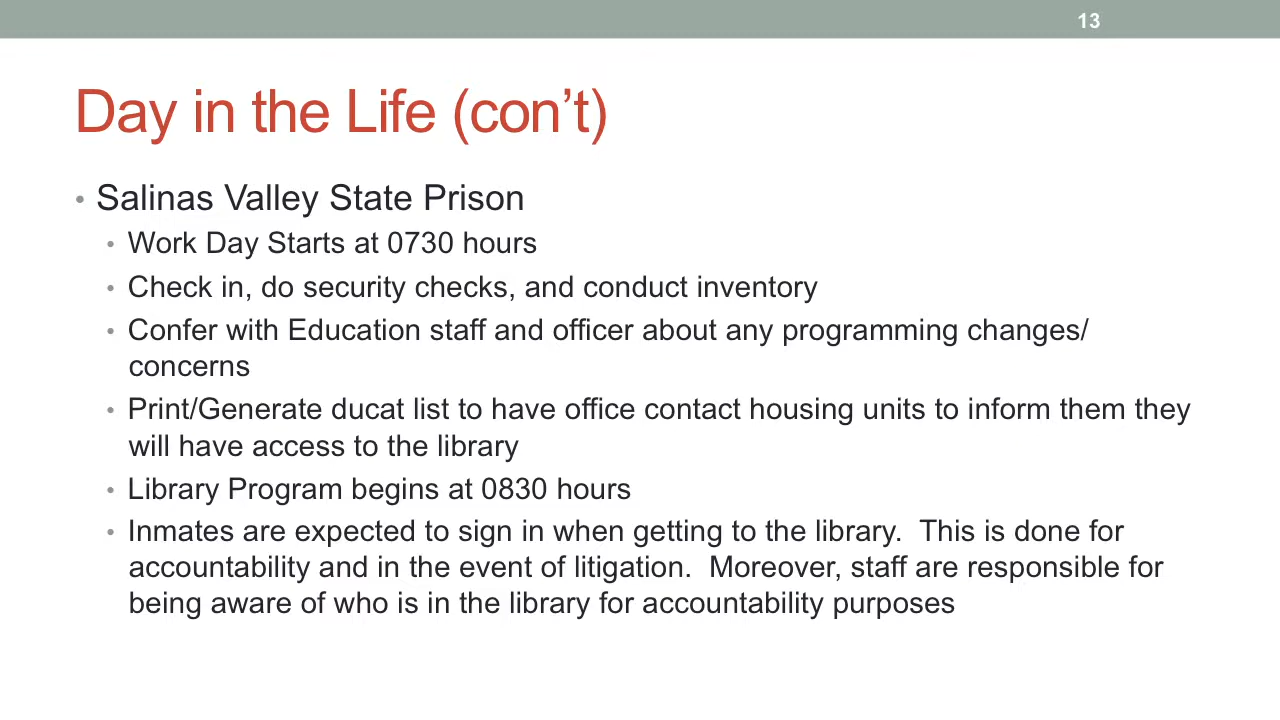 13
Day in the Life (con’t)
• Salinas Valley State Prison
• Work Day Starts at 0730 hours
• Check in, do security checks, and conduct inventory
• Confer with Education staff and officer about any programming changes/
concerns
• Print/Generate ducat list to have office contact housing units to inform them they
will have access to the library
• Library Program begins at 0830 hours
• Inmates are expected to sign in when getting to the library.  This is done for
accountability and in the event of litigation.  Moreover, staff are responsible for
being aware of who is in the library for accountability purposes